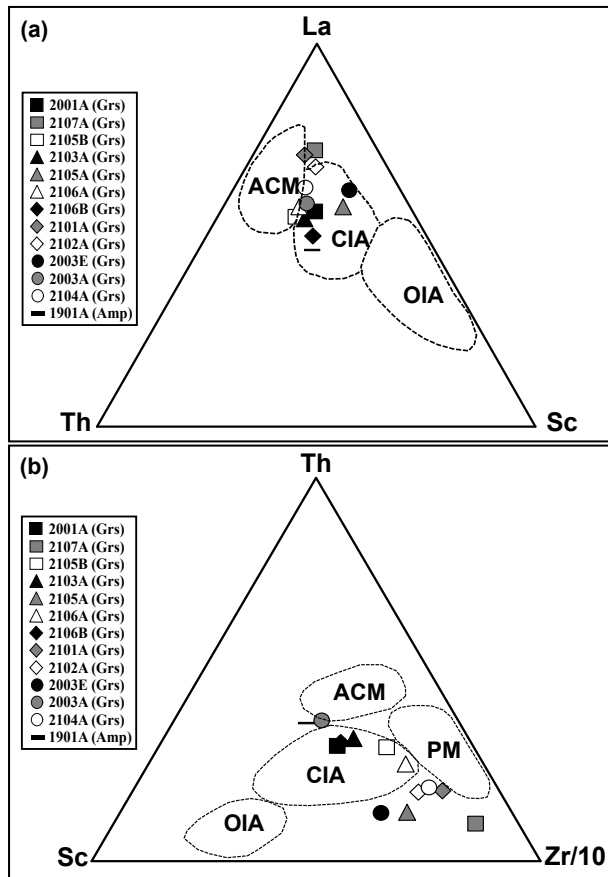 (a)
La
2001A (Grs)
2107A (Grs)
2105B (Grs)
2103A (Grs)
2105A (Grs)
2106A (Grs)
2106B (Grs)
2101A (Grs)
2102A (Grs)
2003E (Grs)
2003A (Grs)
2104A (Grs)
1901A (Amp)
ACM
CIA
OIA
Th
Sc
(b)
Th
2001A (Grs)
2107A (Grs)
2105B (Grs)
2103A (Grs)
2105A (Grs)
2106A (Grs)
2106B (Grs)
2101A (Grs)
2102A (Grs)
2003E (Grs)
2003A (Grs)
2104A (Grs)
1901A (Amp)
ACM
PM
CIA
OIA
Sc
Zr/10